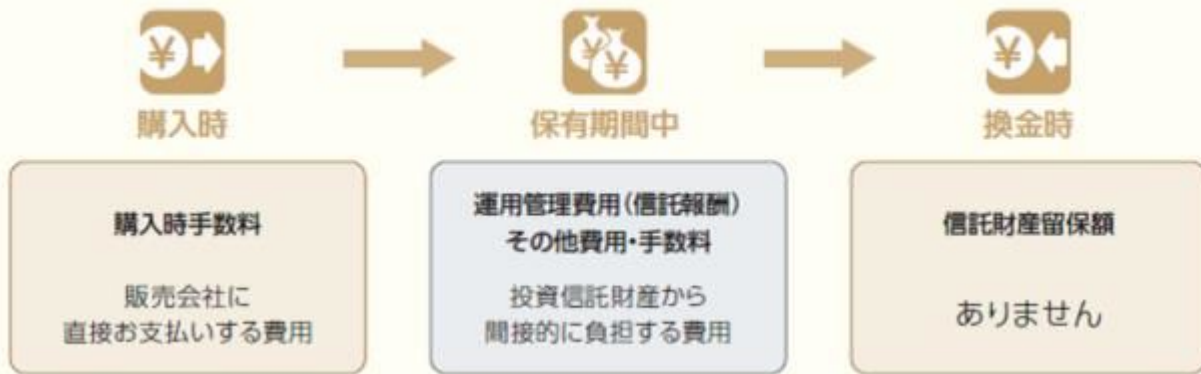 ¥
¥
¥
¥
購入時
保有期間中
換金時
購入時手数料
販売会社に
直接お支払いする費用
運用管理費用(信託報酬)
その他費用・手数料
投資信託財産から
間接的に負担する費用
信託財産留保額
ありません